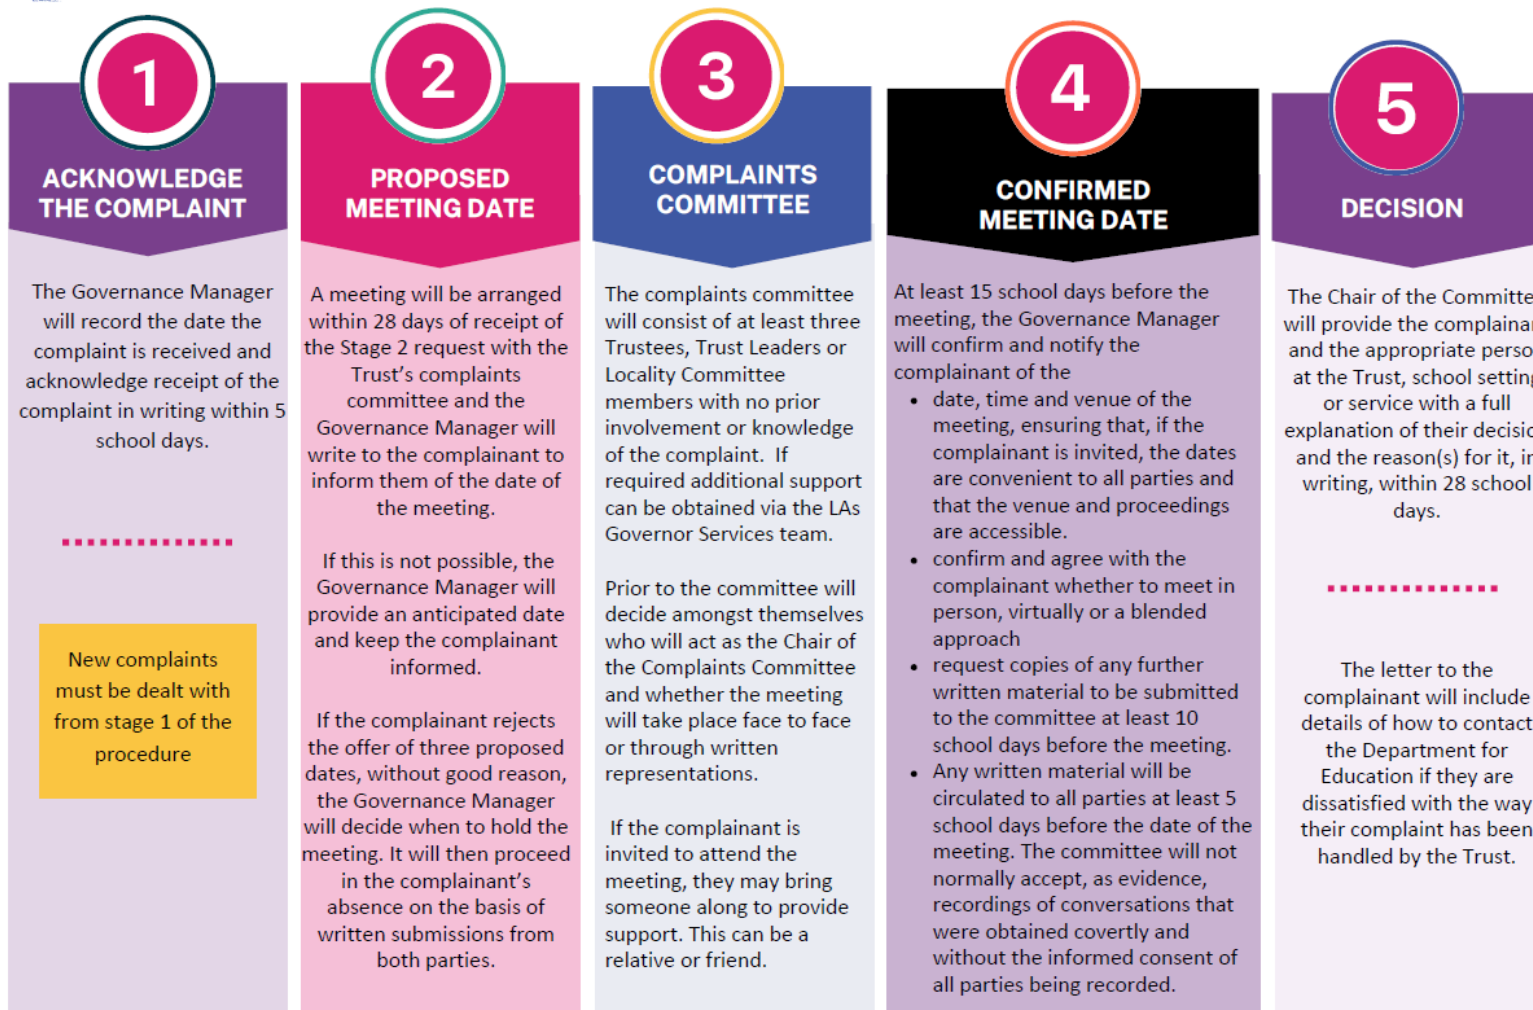 1
ACKNOWLEDGE
THE COMPLAINT
The Governance Manager
will record the date the
complaint is received and
acknowledge receipt of the
complaint in writing within 5
school days.
New complaints
must be dealt with
from stage 1 of the
procedure
2
PROPOSED
MEETING DATE
A meeting will be arranged
within 28 days of receipt of
the Stage 2 request with the
Trust's complaints
committee and the
Governance Manager will
write to the complainant to
inform them of the date of
the meeting.
If this is not possible, the
Governance Manager will
provide an anticipated date
and keep the complainant
informed.
If the complainant rejects
the offer of three proposed
dates, without good reason,
the Governance Manager
will decide when to hold the
meeting. It will then proceed
in the complainant's
absence on the basis of
written submissions from
both parties.
3
COMPLAINTS
COMMITTEE
The complaints committee
will consist of at least three
Trustees, Trust Leaders or
Locality Committee
members with no prior
involvement or knowledge
of the complaint. If
required additional support
can be obtained via the LAs
Governor Services team.
Prior to the committee will
decide amongst themselves
who will act as the Chair of
the Complaints Committee
and whether the meeting
will take place face to face
or through written
representations.
If the complainant is
invited to attend the
meeting, they may bring
someone along to provide
support. This can be a
relative or friend.
4
CONFIRMED
MEETING DATE
At least 15 school days before the
meeting, the Governance Manager
will confirm and notify the
complainant of the
• date, time and venue of the
meeting, ensuring that, if the
complainant is invited, the dates
are convenient to all parties and
that the venue and proceedings
are accessible.
• confirm and agree with the
complainant whether to meet in
person, virtually or a blended
approach
• request copies of any further
written material to be submitted
to the committee at least 10
school days before the meeting.
• Any written material will be
circulated to all parties at least 5
school days before the date of the
meeting. The committee will not
normally accept, as evidence,
recordings of conversations that
were obtained covertly and
without the informed consent of
all parties being recorded.
5
DECISION
The Chair of the Committe
will provide the complainan
and the appropriate perso
at the Trust, school setting
or service with a full
explanation of their decisio
and the reason(s) for it, in
writing, within 28 school
days.
The letter to the
complainant will include
details of how to contact
the Department for
Education if they are
dissatisfied with the way
their complaint has been
handled by the Trust.